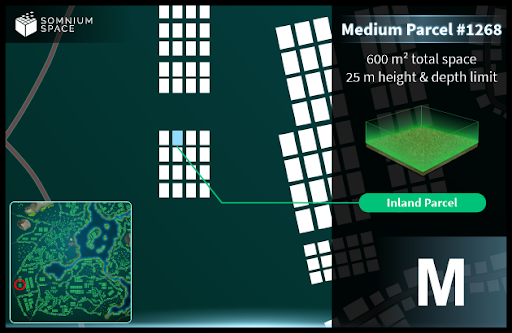 SOMNIUM
SPACE
Medium Parcel #1268
600 m² total space
25 m height & depth limit
Inland Parcel
M